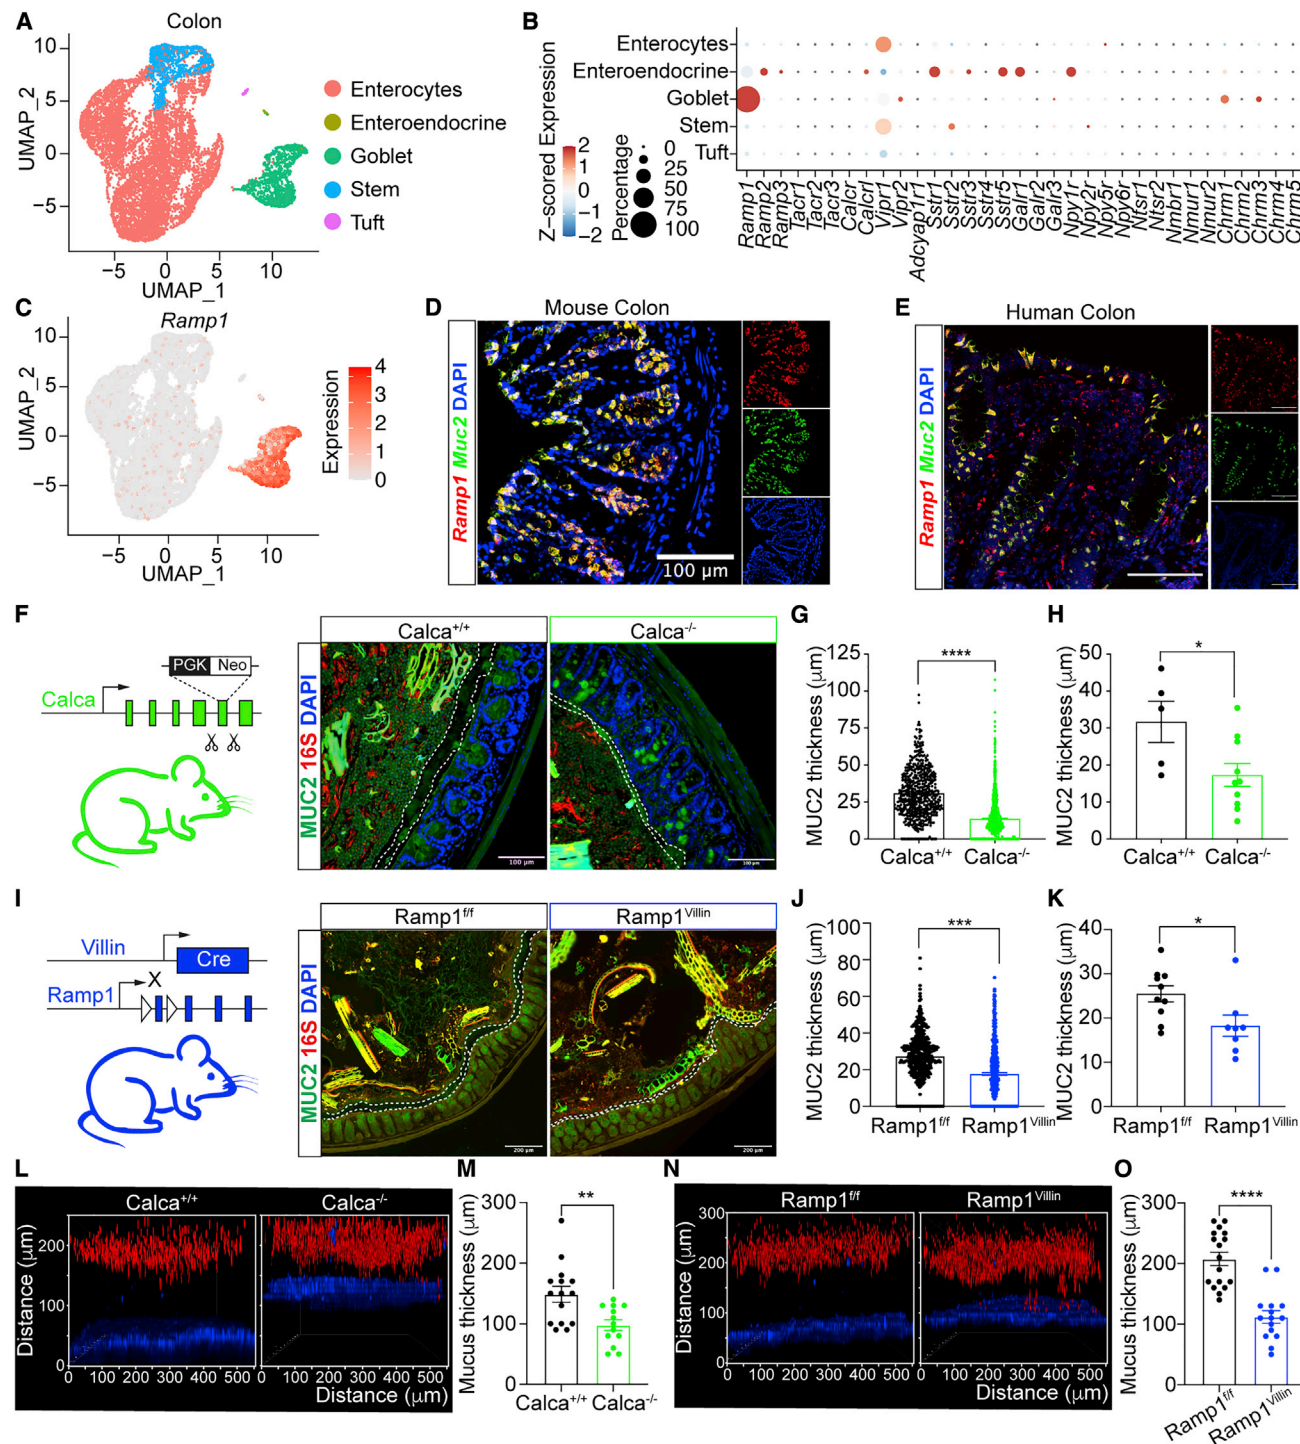 A
Colon
10
5
0
−5
UMAP_2
−5 0 5 10
UMAP_1
Enterocytes
Enteroendocrine
Goblet
Stem
Tuft
B
Z-scored Expression
2
1
0
−1
−2
Percentage
0
25
50
75
100
Enterocytes
Enteroendocrine
Goblet
Stem
Tuft
Ramp1
Ramp2
Ramp3
Tacr1
Tacr2
Tacr3
Calcr
Calcrl
Vipr1
Vipr2
Adcyap1r1
Sstr1
Sstr2
Sstr3
Sstr4
Sstr5
Galr1
Galr2
Galr3
Npy1r
Npy2r
Npy5r
Npy6r
Ntsr1
Ntsr2
Nmbr1
Nmur1
Nmur2
Chrm1
Chrm2
Chrm3
Chrm4
Chrm5
C
Ramp1
10
5
0
−5
UMAP_2
−5 0 5 10
UMAP_1
Expression
4
3
2
1
0
D
Mouse Colon
Ramp1 Muc2 DAPI
100 µm
E
Human Colon
Ramp1 Muc2 DAPI
F
PGK Neo
Calca
MUC2 16S DAPI
Calca+/+
Calca-/-
100 µm
100 µm
G
MUC2 thickness (µm)
125
100
75
50
25
0
****
Calca+/+ Calca-/-
H
MUC2 thickness (µm)
50
40
30
20
10
0
*
Calca+/+ Calca-/-
I
Villin
Cre
X
Ramp1
MUC2 16S DAPI
Ramp1f/f
Ramp1Villin
200 µm
200 µm
J
MUC2 thickness (µm)
100
80
60
40
20
0
***
Ramp1f/f Ramp1Villin
K
MUC2 thickness (µm)
40
30
20
10
0
*
Ramp1f/f Ramp1Villin
L
Calca+/+
Calca-/-
Distance (µm)
200
100
0
0 100 200 300 400 500
0 100 200 300 400 500
Distance (µm)
M
Mucus thickness (µm)
300
200
100
0
**
Calca+/+ Calca-/-
N
Ramp1f/f
Ramp1Villin
Distance (µm)
300
200
100
0
0 100 200 300 400 500
0 100 200 300 400 500
Distance (µm)
O
Mucus thickness (µm)
300
200
100
0
****
Ramp1f/f
Ramp1Villin